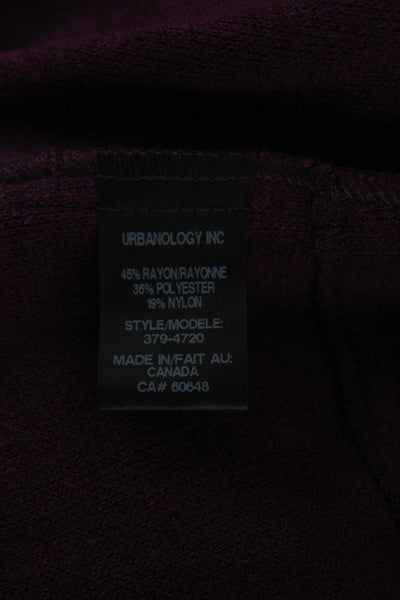 URBANOLOGY INC
45% RAYON/RAYONNE
36% POLYESTER
19% NYLON
STYLE/MODELE:
379-4720
MADE IN/FAIT AU:
CANADA
CA# 60648